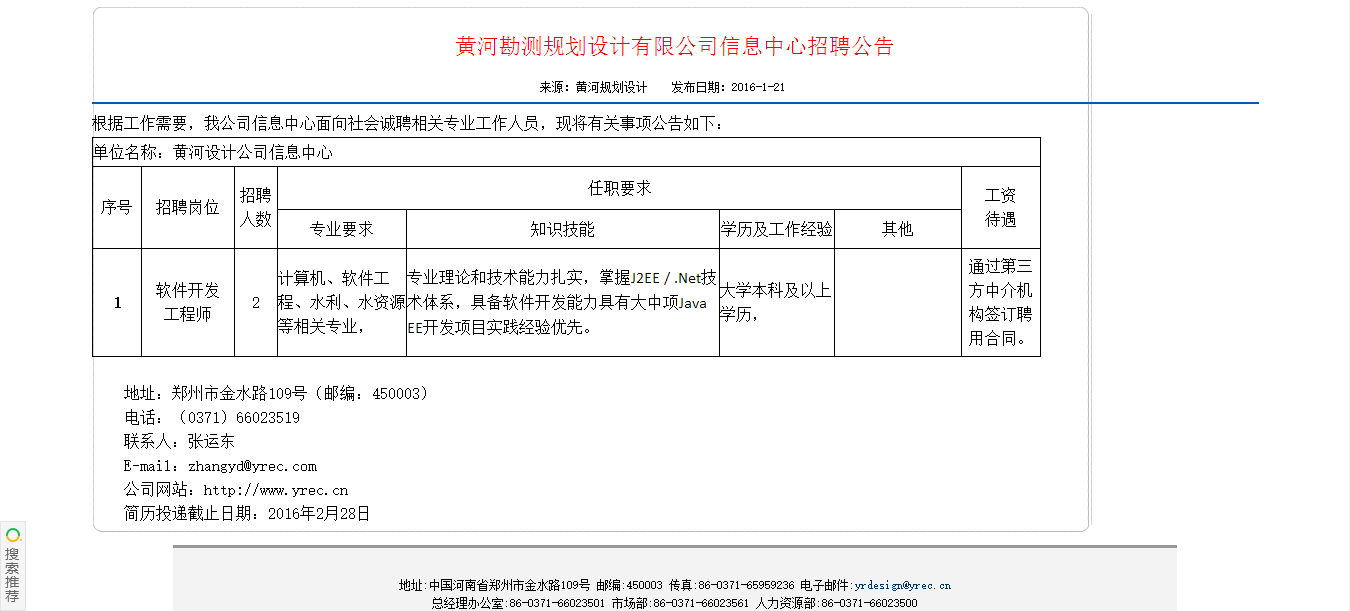 黄河勘测规划设计有限公司信息中心招聘公告
来源：黄河规划设计 发布日期：2016-1-21
根据工作需要，我公司信息中心面向社会诚聘相关专业工作人员，现将有关事项公告如下：
单位名称：黄河设计公司信息中心
序号
招聘岗位
招聘
人数
任职要求
工资
待遇
专业要求
知识技能
学历及工作经验
其他
1
软件开发
工程师
2
计算机、软件工
程、水利、水资源
等相关专业，
专业理论和技术能力扎实，掌握J2EE / .Net技
术体系，具备软件开发能力具有大中项Java
EE开发项目实践经验优先。
大学本科及以上
学历，
通过第三
方中介机
构签订聘
用合同。
地址：郑州市金水路109号（邮编：450003）
电话：（0371）66023519
联系人：张运东
E-mail：zhangyd@yrec.com
公司网站：http://www.yrec.cn
简历投递截止日期：2016年2月28日
搜
索
推
荐
地址:中国河南省郑州市金水路109号 邮编:450003 传真:86-0371-65959236 电子邮件:yrdesign@yrec.cn
总经理办公室:86-0371-66023501 市场部:86-0371-66023561 人力资源部:86-0371-66023500